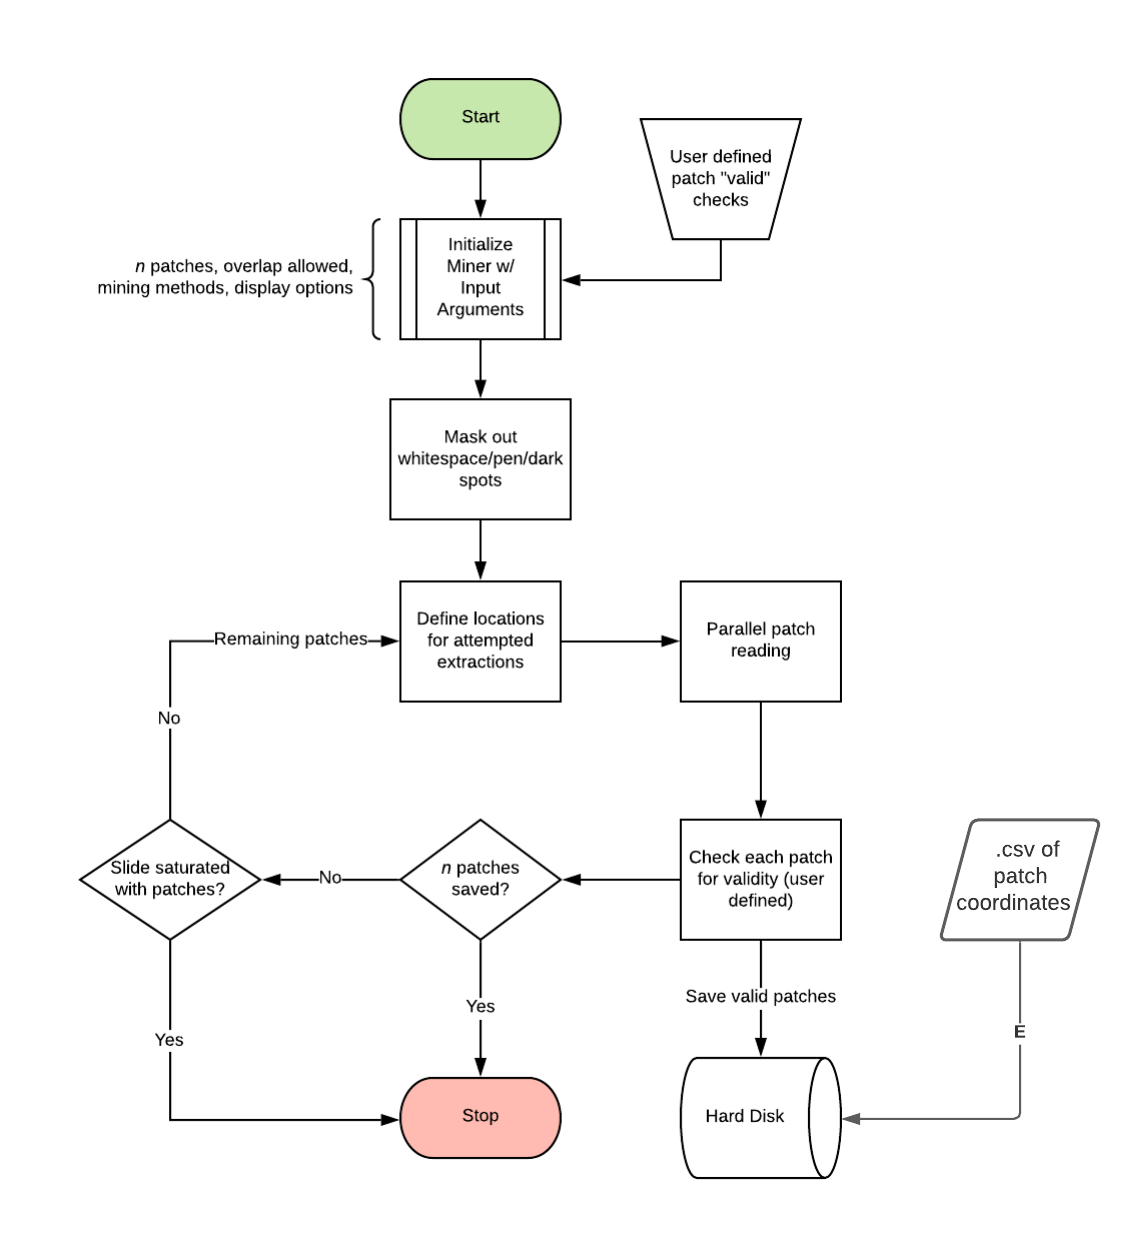 Start
User defined
patch "valid"
checks
Initialize
Miner w/
Input
Arguments
n patches, overlap allowed,
mining methods, display options
Mask out
whitespace/pen/dark
spots
Define locations
for attempted
extractions
Parallel patch
reading
Remaining patches
No
Slide saturated
with patches?
No
n patches
saved?
Check each patch
for validity (user
defined)
.csv of
patch
coordinates
Save valid patches
Yes
Yes
E
Stop
Hard Disk